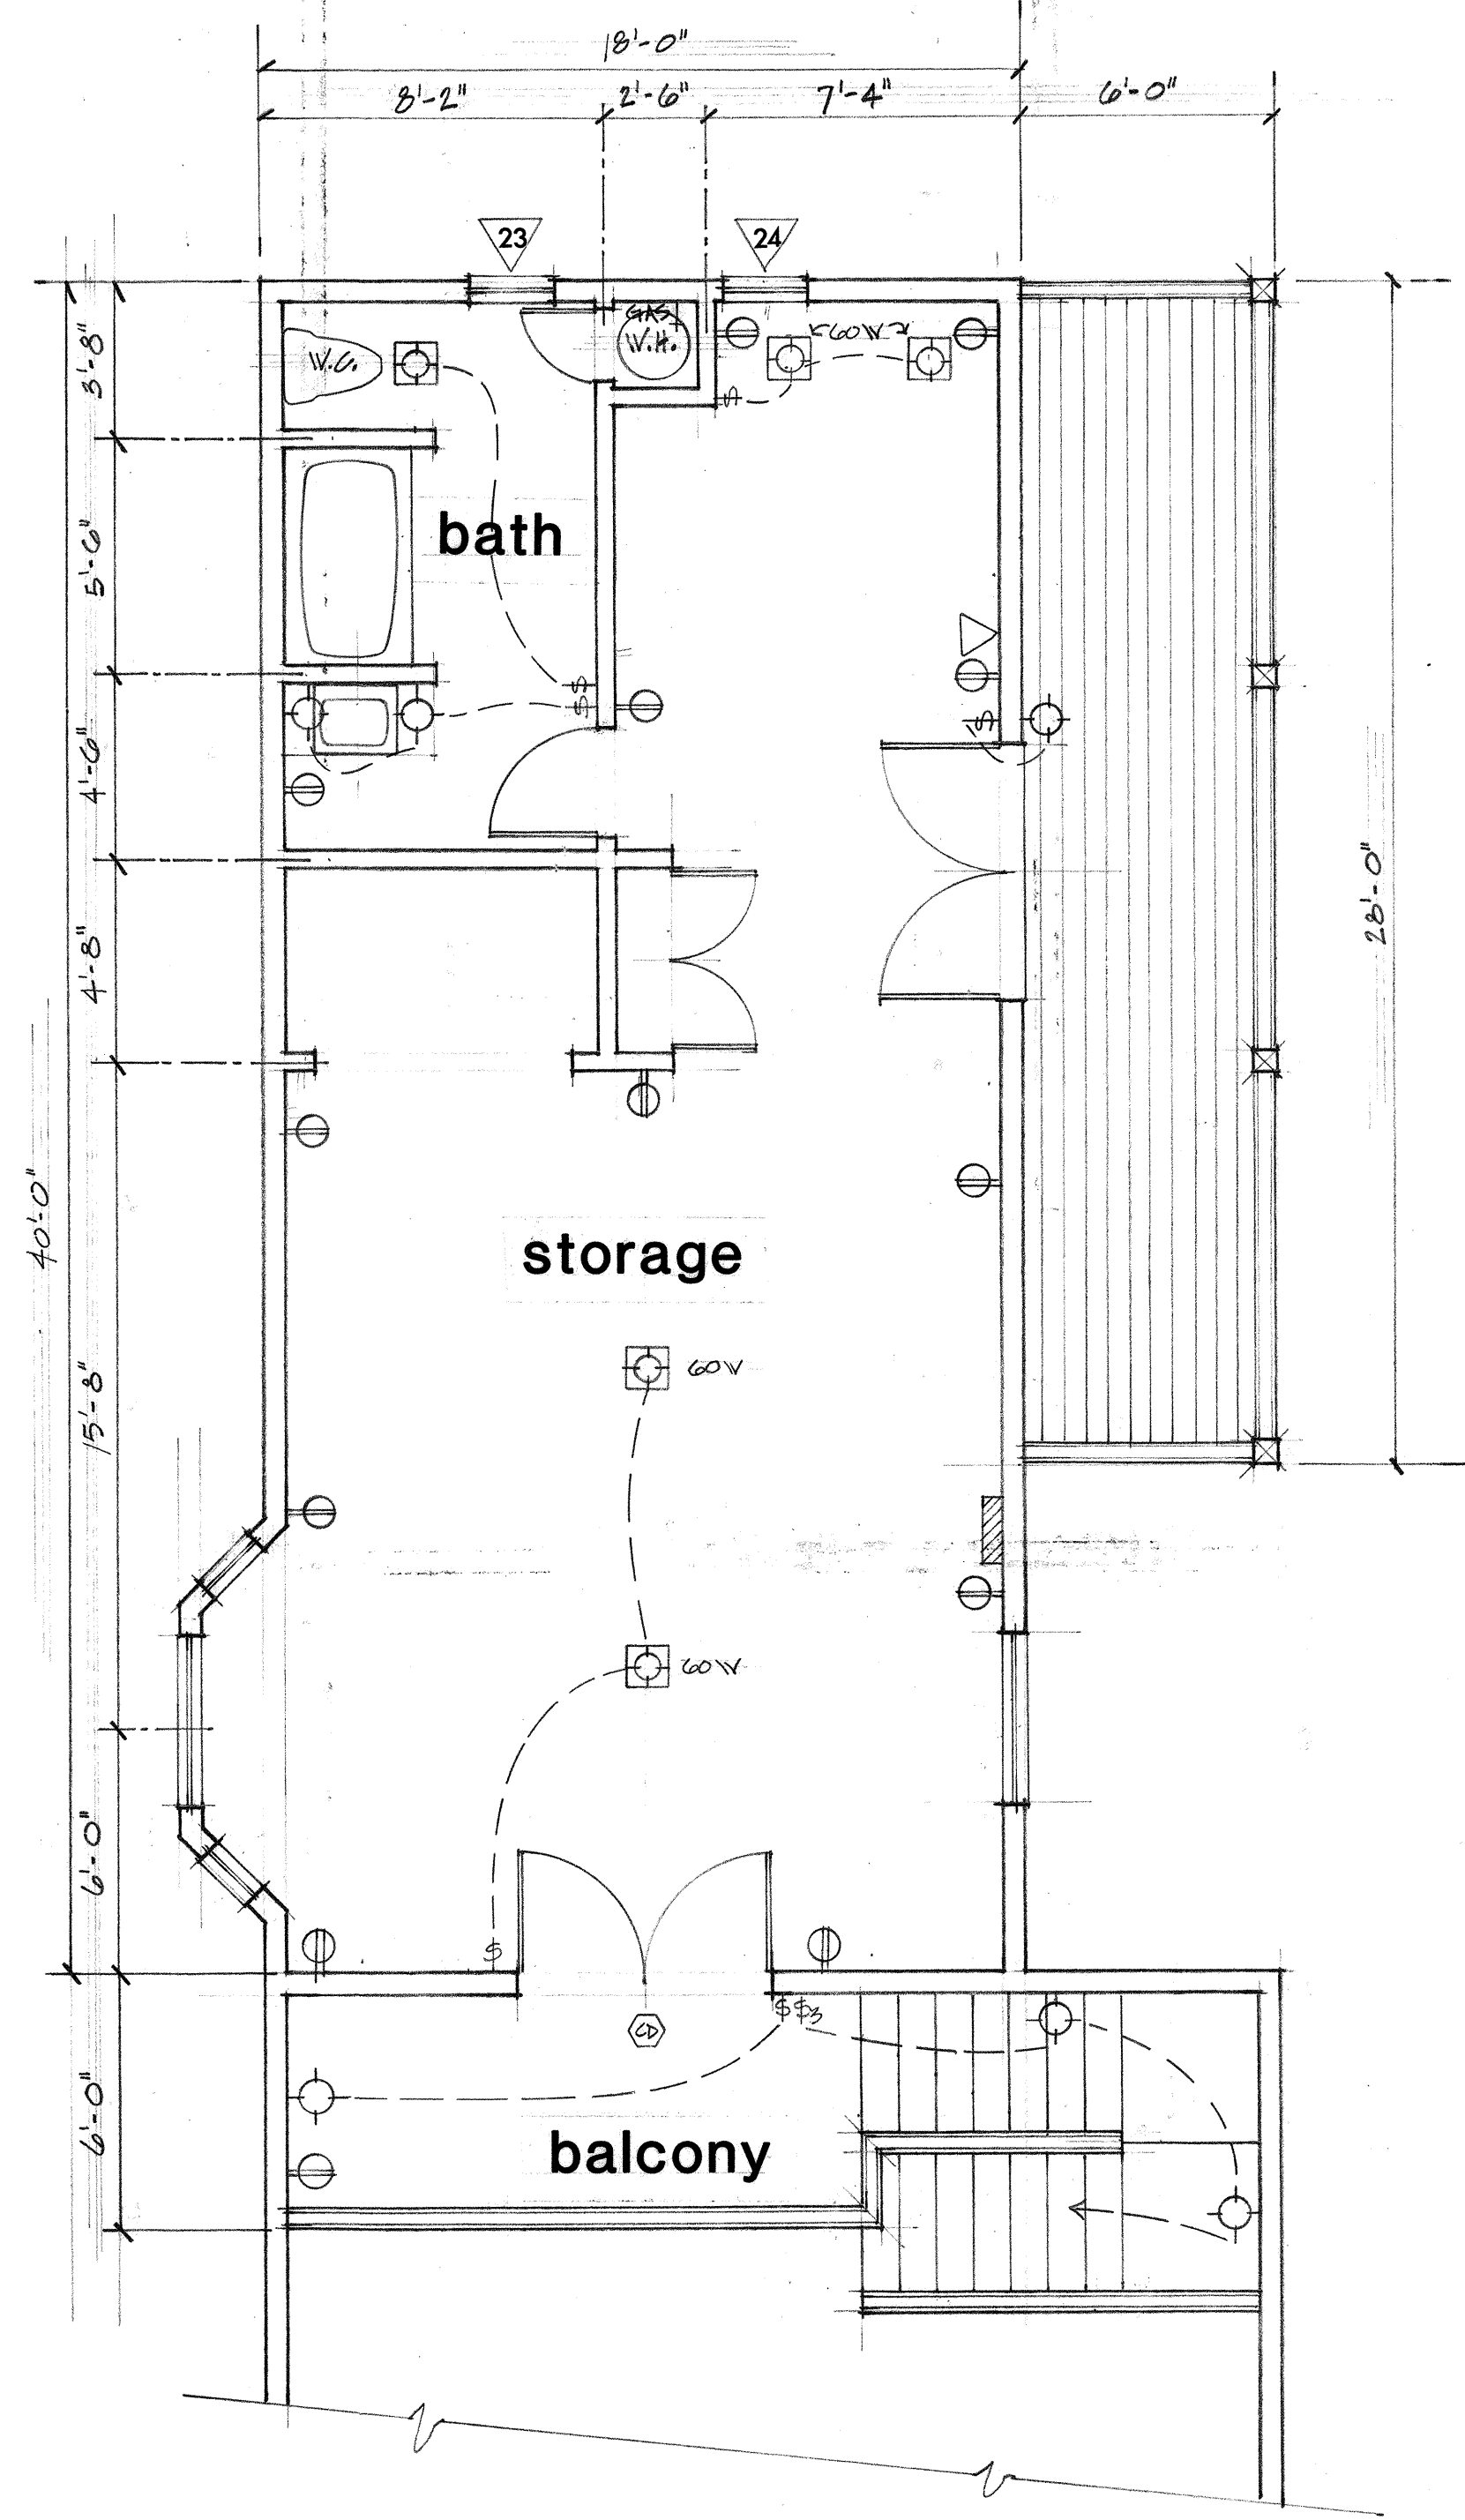 18'-0"
8'-2" 2'-6" 7'-4" 6'-0"
23 24
GAS
W.H.
W.C.
60W
$
3'-8"
5'-6"
bath
$$
$
4'-6"
4'-8"
28'-0"
40'-0"
storage
15'-8"
60W
60W
6'-0"
$
$$3
CD
6'-0"
balcony